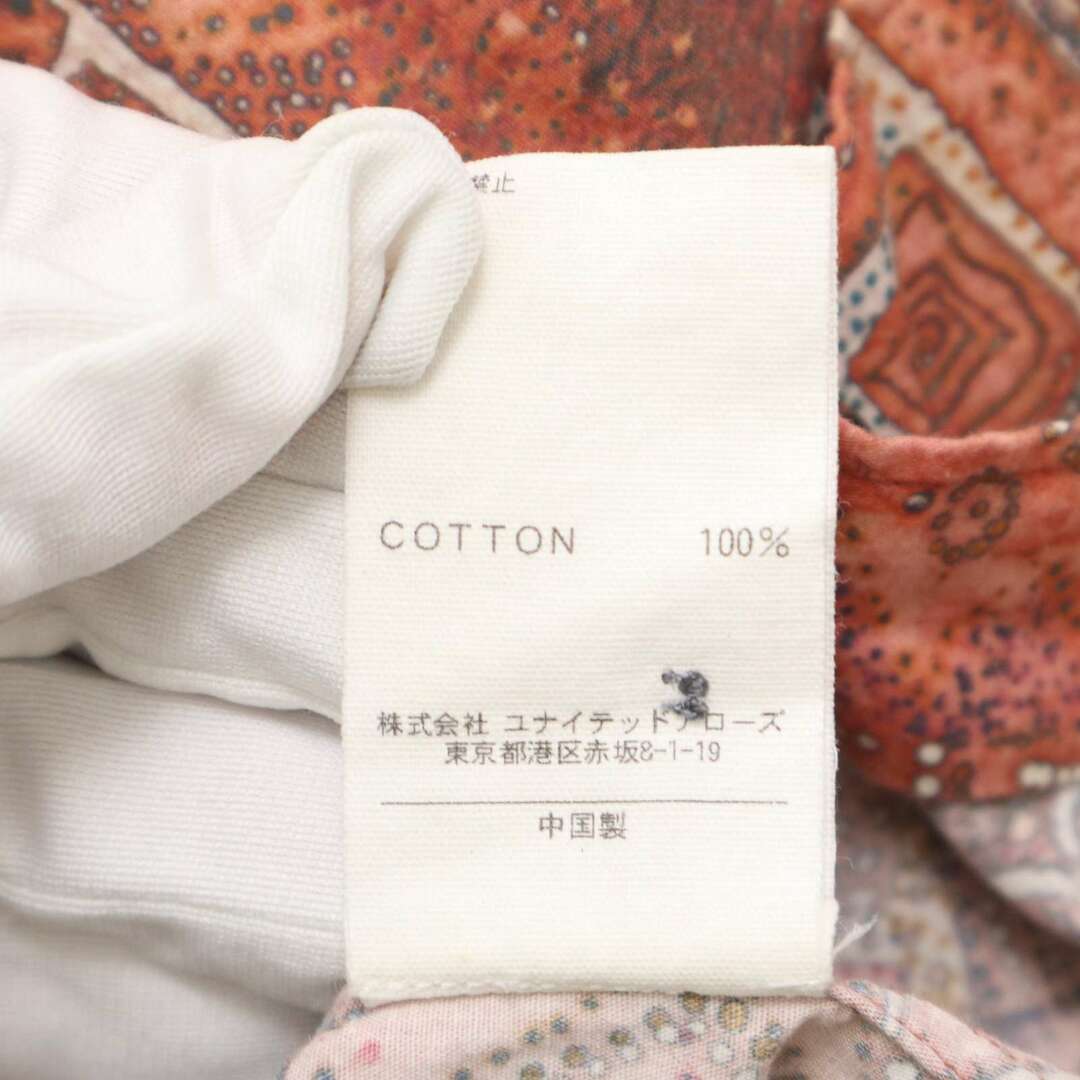 禁止
COTTON 100%
株式会社 ユナイテッドアローズ
東京都港区赤坂8-1-19
中国製